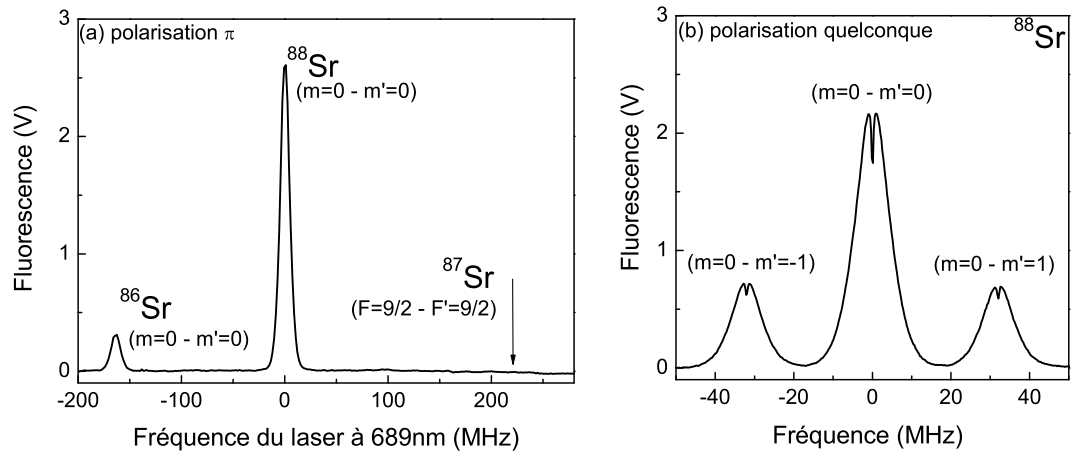 (a) polarisation π
88Sr
(m=0 - m'=0)
86Sr
(m=0 - m'=0)
87Sr
(F=9/2 - F'=9/2)
Fluorescence (V)
3
2
1
0
-200 -100 0 100 200
Fréquence du laser à 689nm (MHz)
(b) polarisation quelconque
88Sr
(m=0 - m'=0)
(m=0 - m'=-1)
(m=0 - m'=1)
Fluorescence (V)
3
2
1
0
-40 -20 0 20 40
Fréquence (MHz)